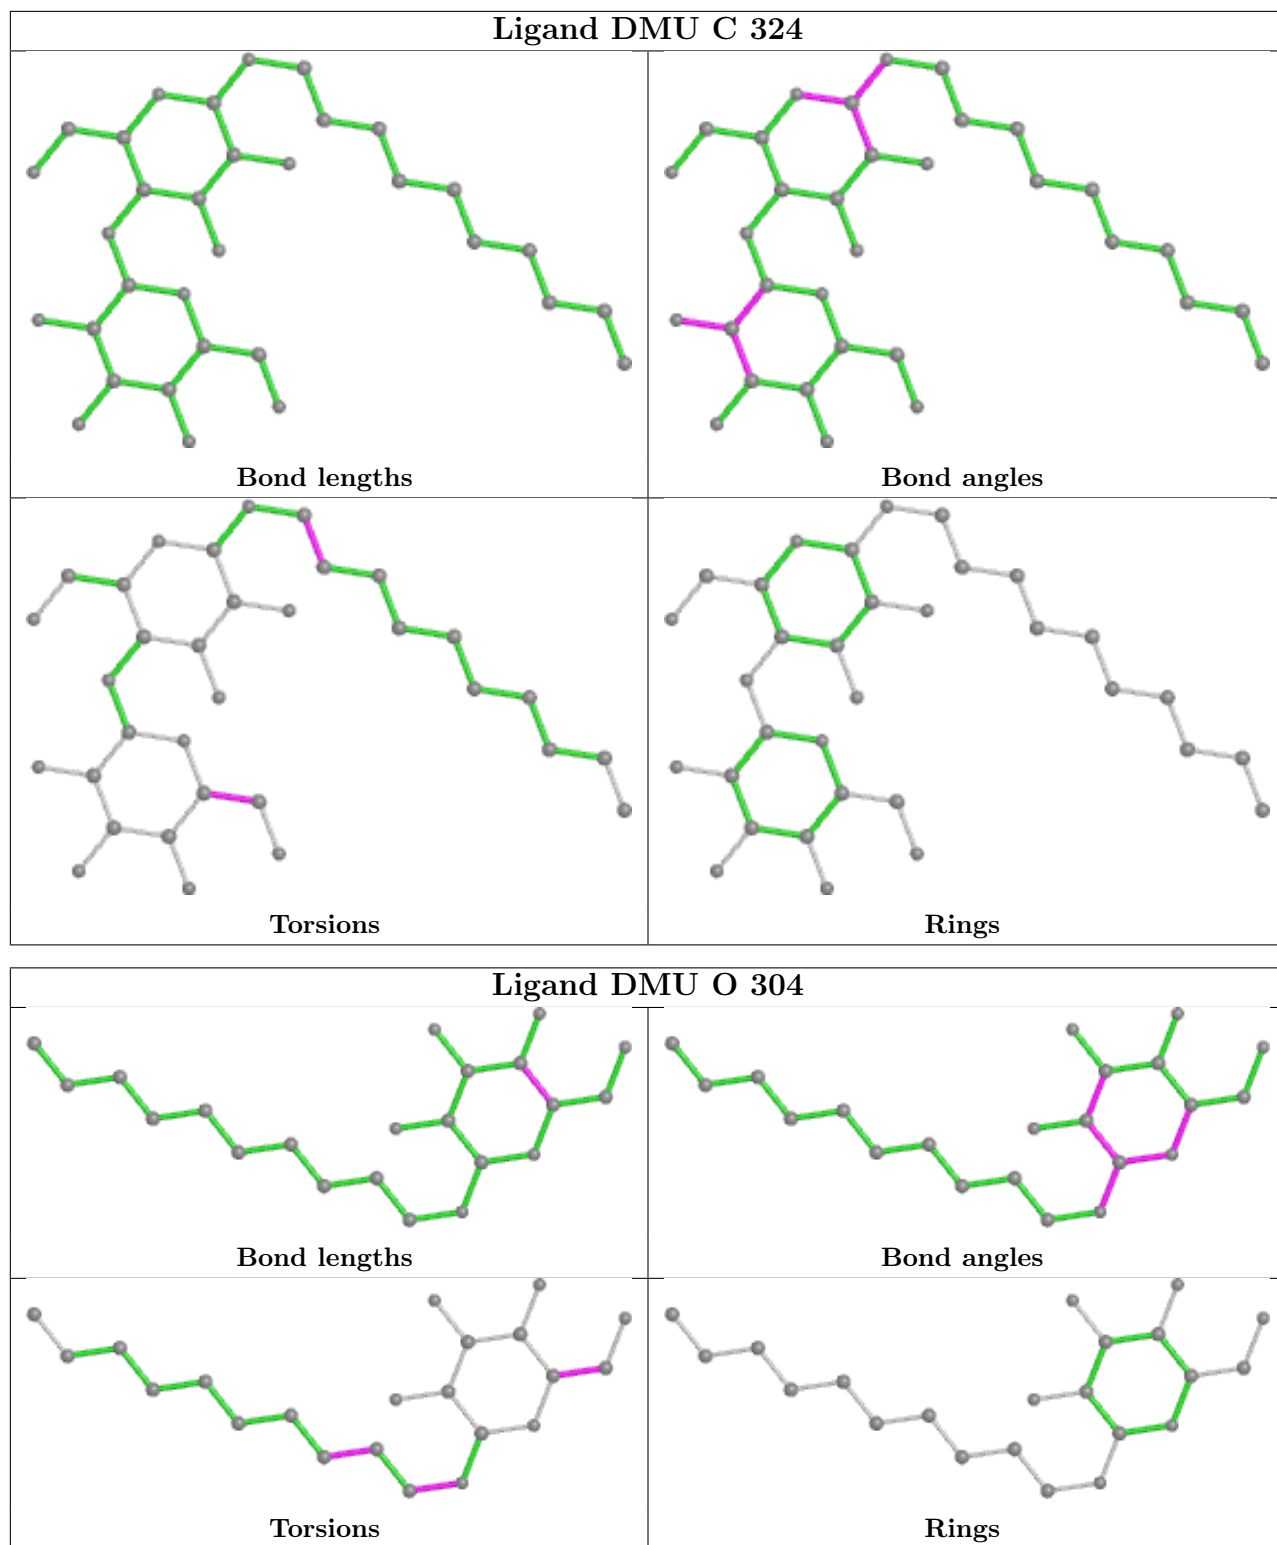 Ligand DMU C 324
Bond lengths
Bond angles
Torsions
Rings
Ligand DMU O 304
Bond lengths
Bond angles
Torsions
Rings